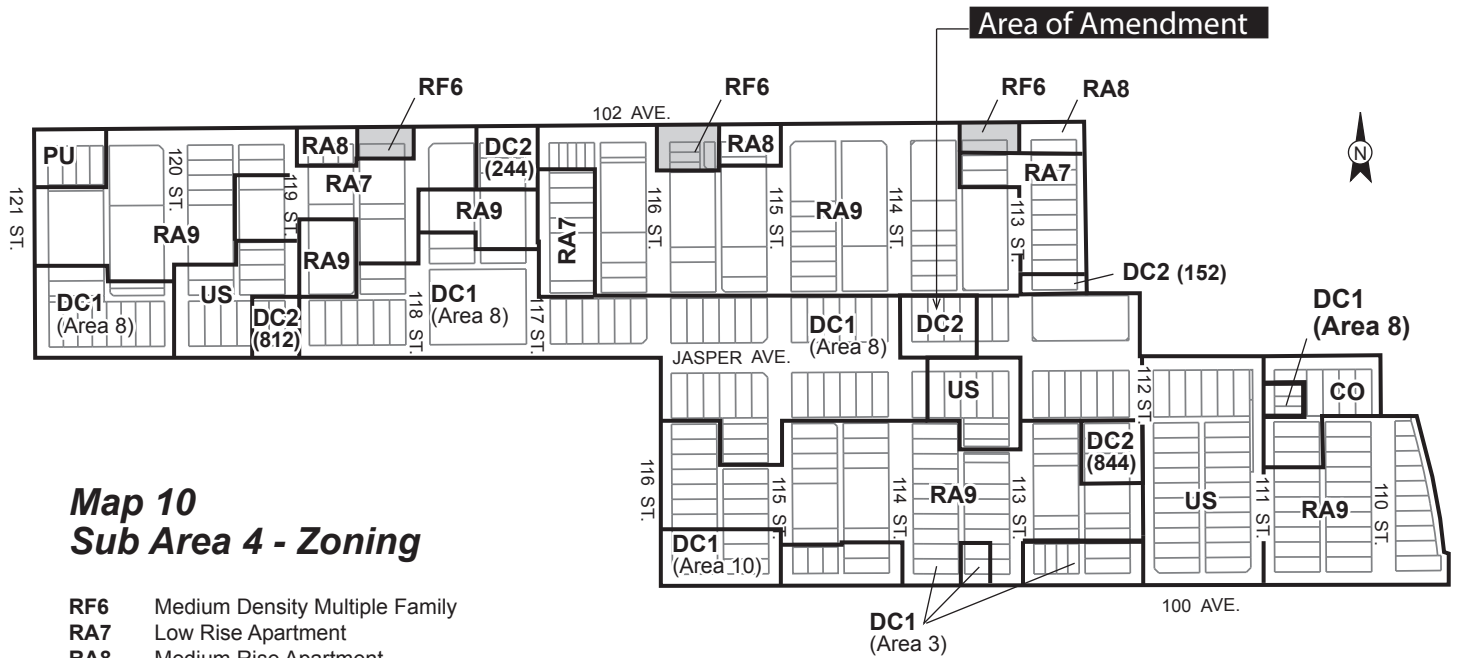 Area of Amendment
RF6
RF6
RF6
RA8
102 AVE.
N
PU
RA8
DC2
(244)
RA8
121 ST.
120 ST.
119 ST.
RA7
RA9
RA9
RA9
118 ST.
117 ST.
RA7
116 ST.
115 ST.
RA9
114 ST.
113 ST.
RA7
DC2 (152)
DC1
(Area 8)
US
DC2
(812)
DC1
(Area 8)
DC1
(Area 8)
DC2
DC1
(Area 8)
JASPER AVE.
US
112 ST.
CO
DC2
(844)
116 ST.
115 ST.
114 ST.
RA9
113 ST.
US
111 ST.
RA9
110 ST.
DC1
(Area 10)
DC1
(Area 3)
100 AVE.
Map 10
Sub Area 4 - Zoning
RF6 Medium Density Multiple Family
RA7 Low Rise Apartment
RA8 Medium Rise Apartment